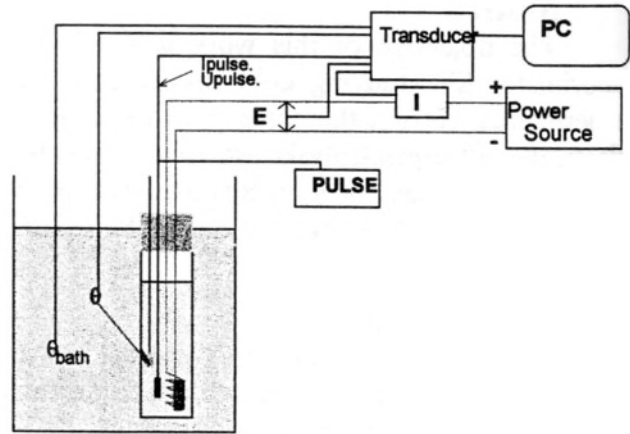 Transducer
PC
Ipulse.
Upulse.
E
I
+
Power
Source
-
PULSE
θ
θbath